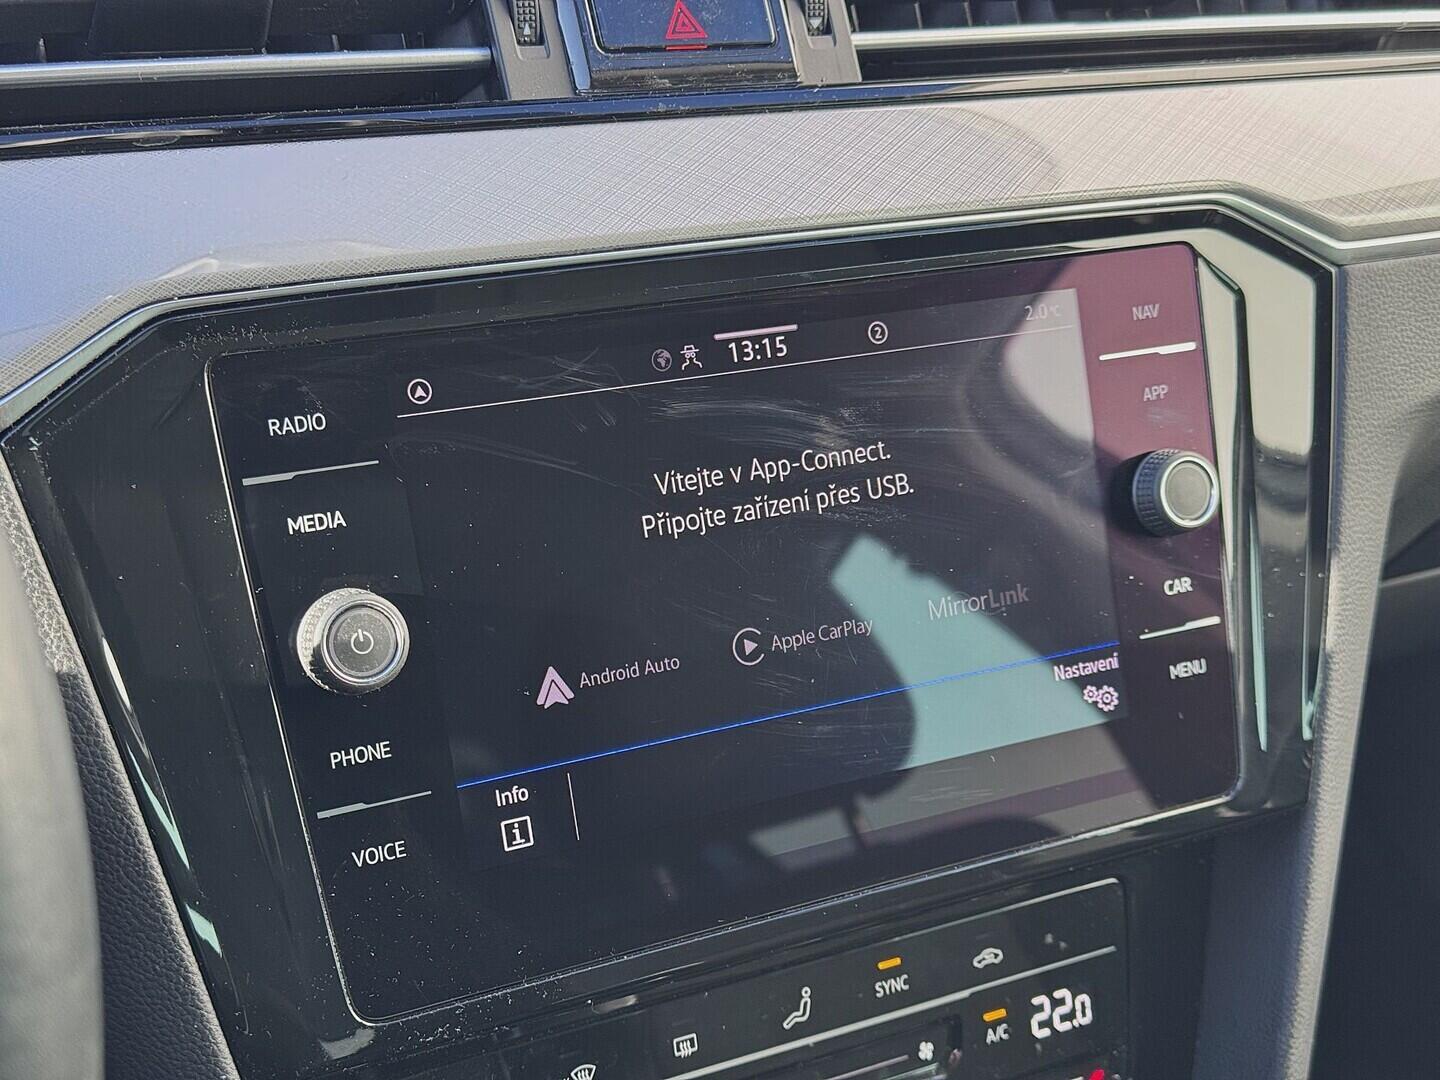 2.0°C
13:15
2
NAV
APP
RADIO
MEDIA
Vítejte v App-Connect.
Připojte zařízení přes USB.
Android Auto
Apple CarPlay
MirrorLink
CAR
Nastavení
MENU
PHONE
VOICE
Info
i
SYNC
A/C
22.0